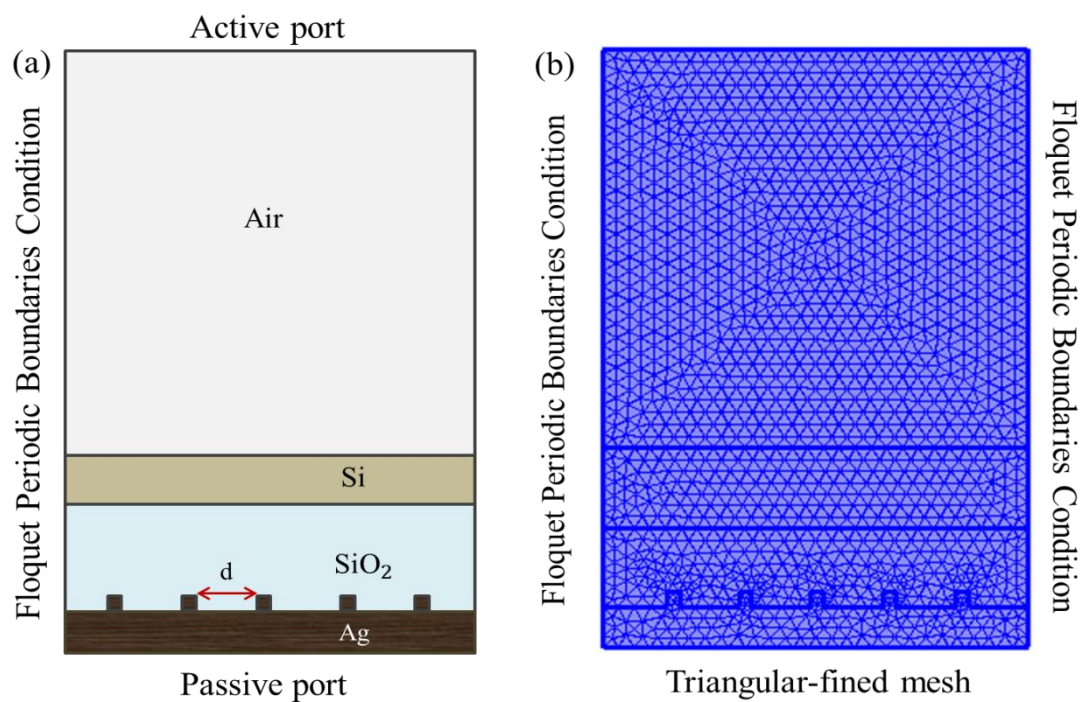 Active port
(a)
Floquet Periodic Boundaries Condition
Air
Si
d
SiO₂
Ag
Passive port
(b)
Floquet Periodic Boundaries Condition
Floquet Periodic Boundaries Condition
Triangular-fined mesh